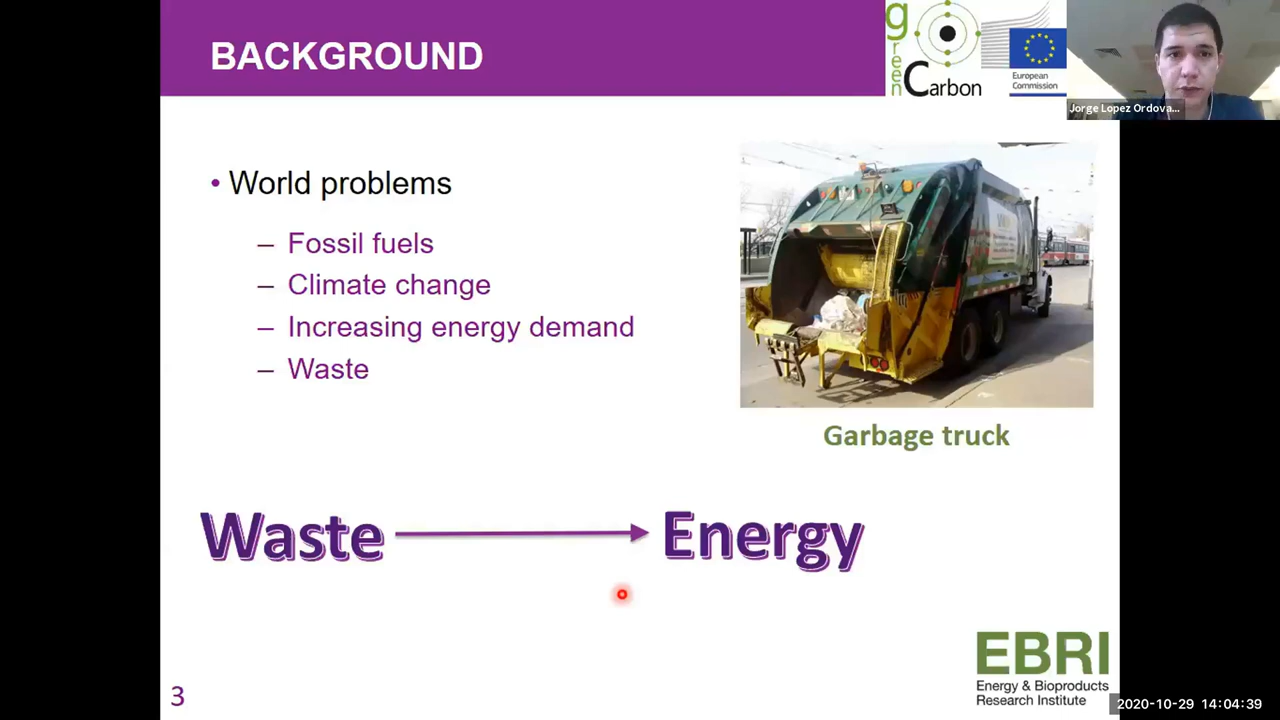 BACKGROUND
green
Carbon
European
Commission
Jorge Lopez Ordova...
• World problems
– Fossil fuels
– Climate change
– Increasing energy demand
– Waste
Garbage truck
Waste
Energy
EBRI
Energy & Bioproducts
Research Institute
3
2020-10-29 14:04:39